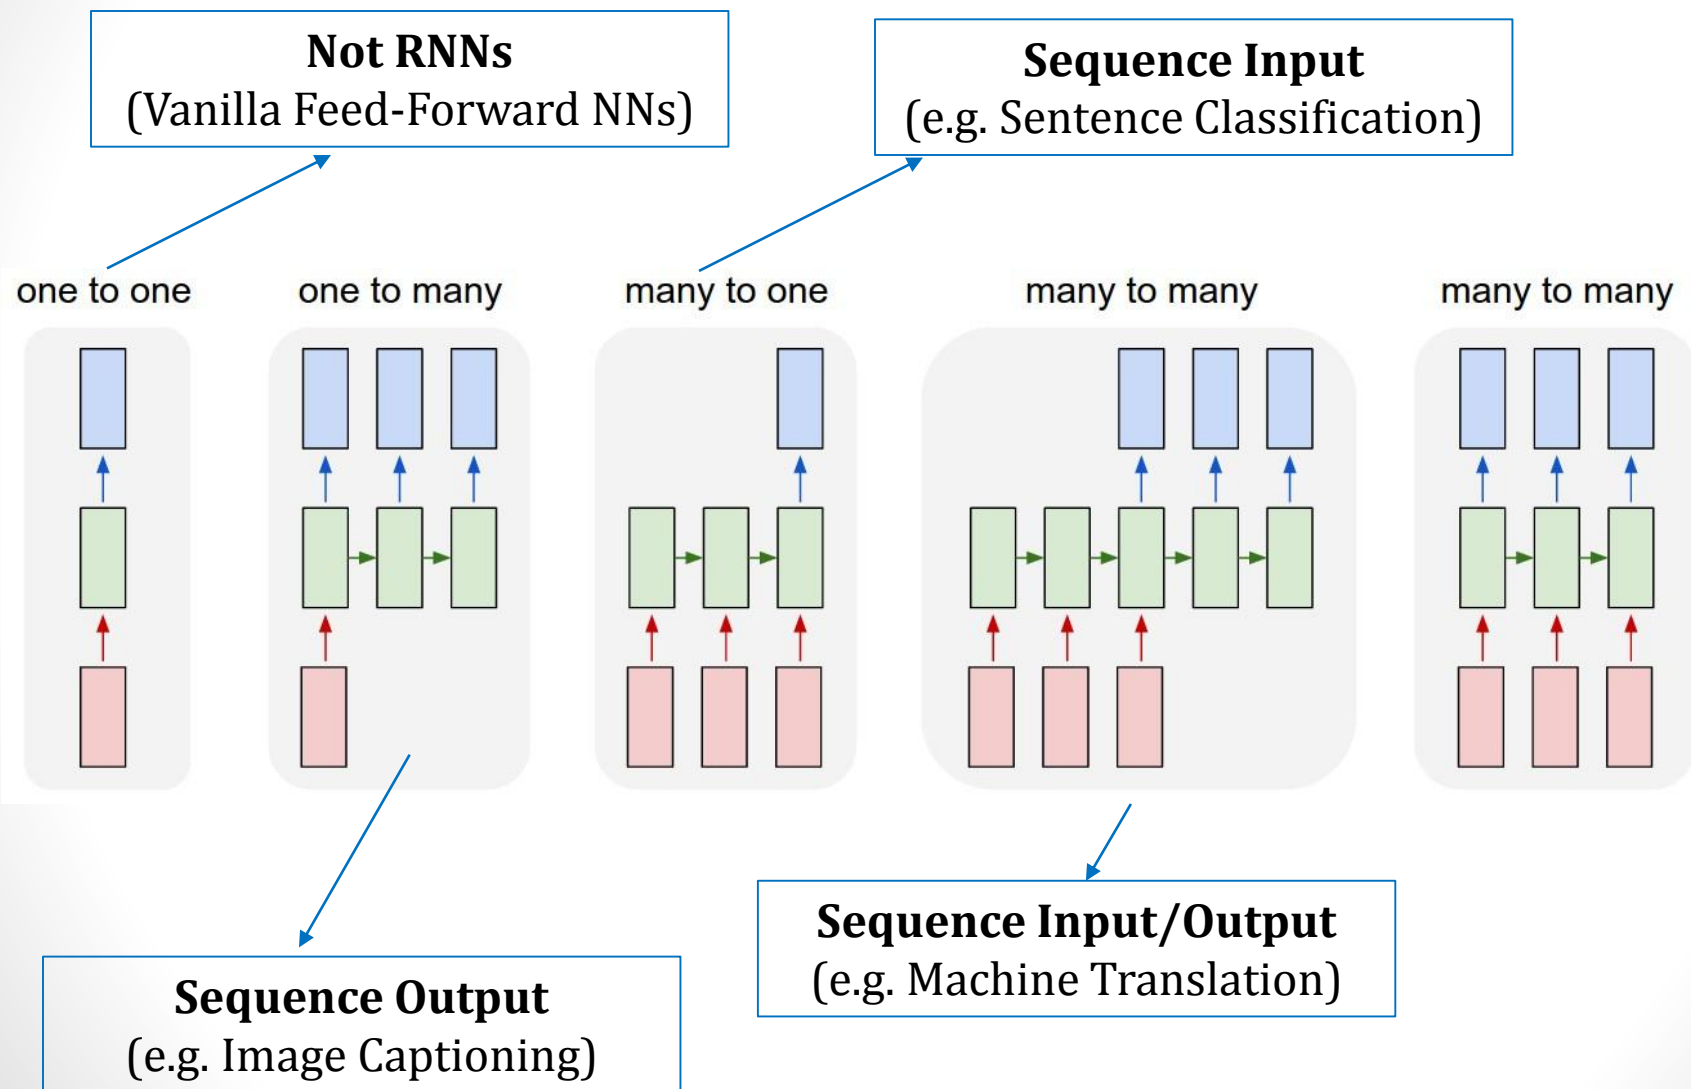 Not RNNs
(Vanilla Feed-Forward NNs)
Sequence Input
(e.g. Sentence Classification)
one to one
one to many
many to one
many to many
many to many
Sequence Input/Output
(e.g. Machine Translation)
Sequence Output
(e.g. Image Captioning)